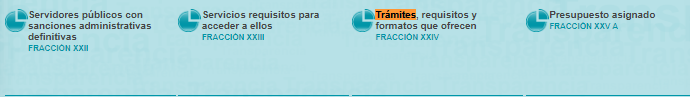 Servidores públicos con
sanciones administrativas
definitivas
FRACCIÓN XXII
Servicios requisitos para
acceder a ellos
FRACCIÓN XXIII
Trámites, requisitos y
formatos que ofrecen
FRACCIÓN XXIV
Presupuesto asignado
FRACCIÓN XXV A